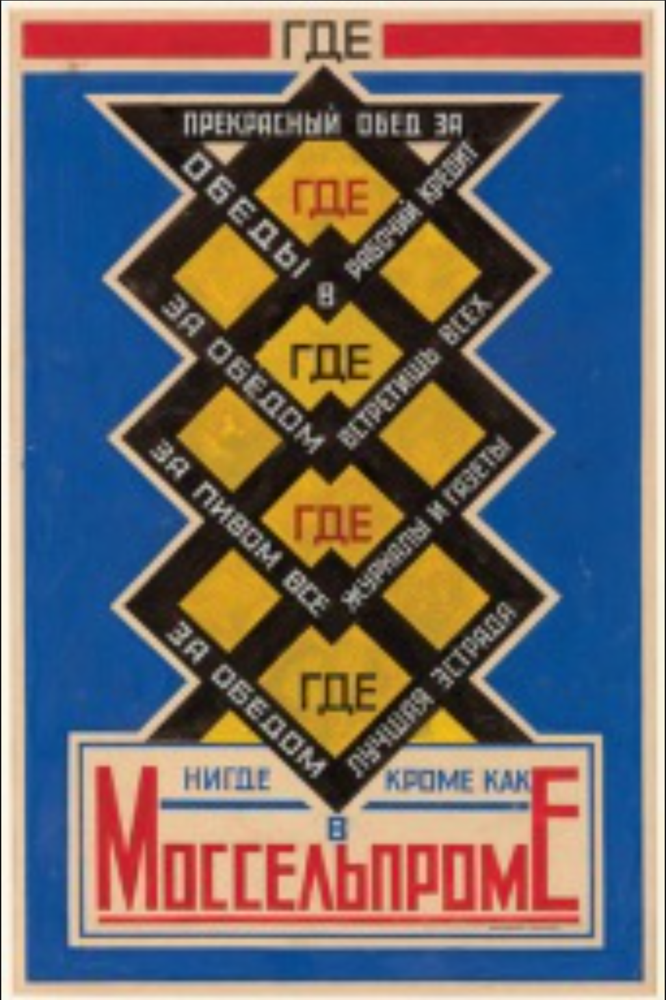 ГДЕ
ПРЕКРАСНЫЙ ОБЕД ЗА
ГДЕ
ОБЕДЫ
В
РАБОЧИЙ КРЕДИТ
ГДЕ
ЗА ОБЕДОМ
ВСТРЕТИШЬ ВСЕХ
ГДЕ
ЗА ПИВОМ ВСЕ
ЖУРНАЛЫ И ГАЗЕТЫ
ГДЕ
ЗА ОБЕДОМ
ЛУЧШАЯ ЭСТРАДА
НИГДЕ КРОМЕ КАК
В
МОССЕЛЬПРОМЕ